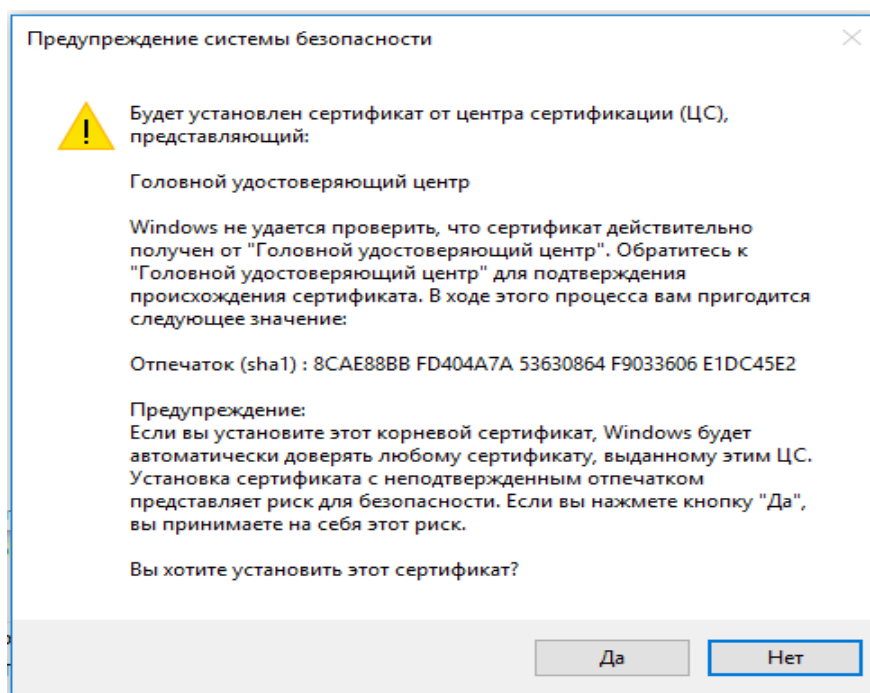 Предупреждение системы безопасности
Будет установлен сертификат от центра сертификации (ЦС),
представляющий:
Головной удостоверяющий центр
Windows не удается проверить, что сертификат действительно
получен от "Головной удостоверяющий центр". Обратитесь к
"Головной удостоверяющий центр" для подтверждения
происхождения сертификата. В ходе этого процесса вам пригодится
следующее значение:
Отпечаток (sha1) : 8CAE88BB FD404A7A 53630864 F9033606 E1DC45E2
Предупреждение:
Если вы установите этот корневой сертификат, Windows будет
автоматически доверять любому сертификату, выданному этим ЦС.
Установка сертификата с неподтвержденным отпечатком
представляет риск для безопасности. Если вы нажмете кнопку "Да",
вы принимаете на себя этот риск.
Вы хотите установить этот сертификат?
Да
Нет